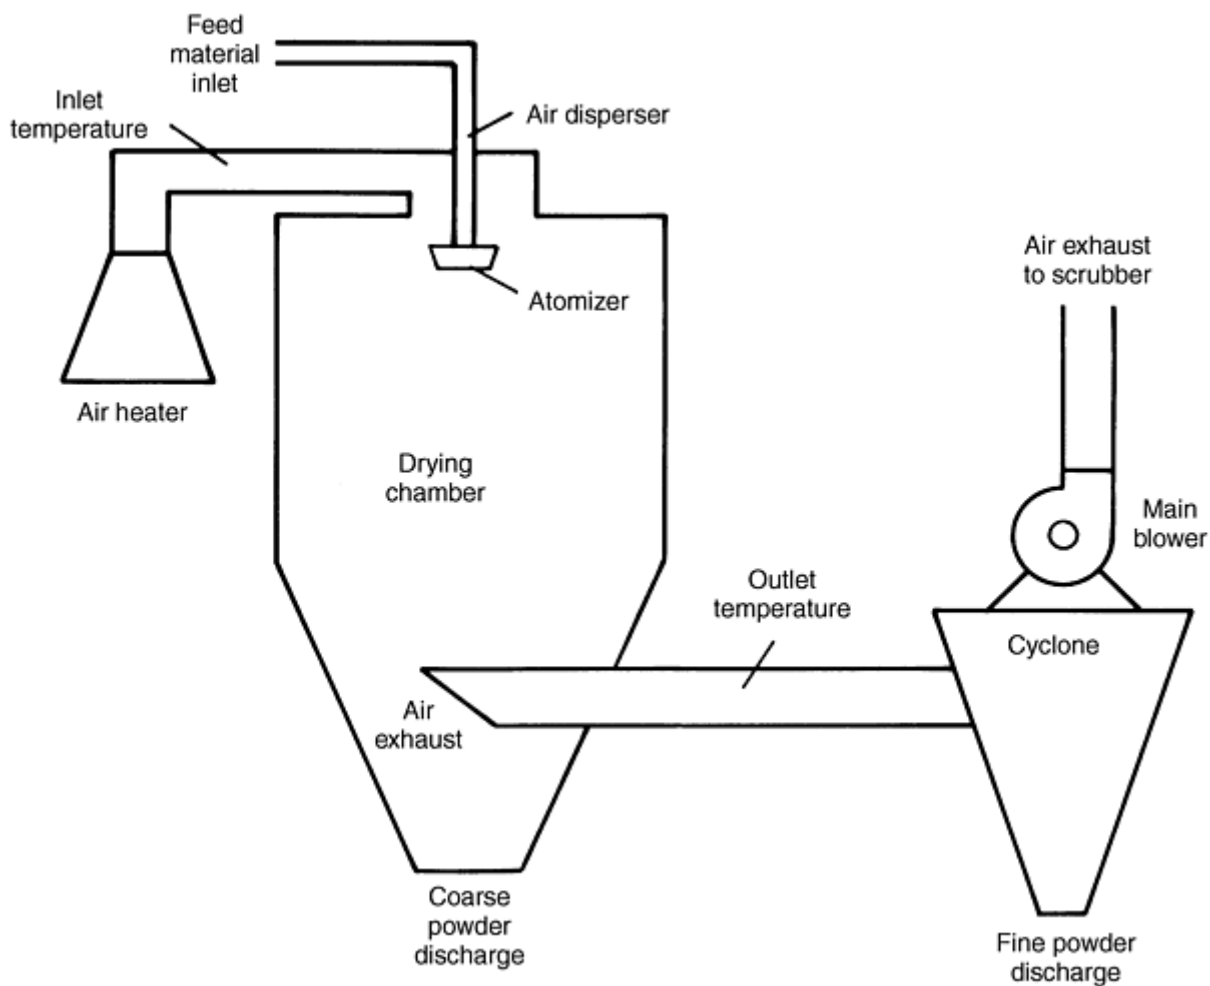 Feed
material
inlet
Inlet
temperature
Air disperser
Atomizer
Air heater
Drying
chamber
Air exhaust
to scrubber
Main
blower
Outlet
temperature
Cyclone
Air
exhaust
Coarse
powder
discharge
Fine powder
discharge